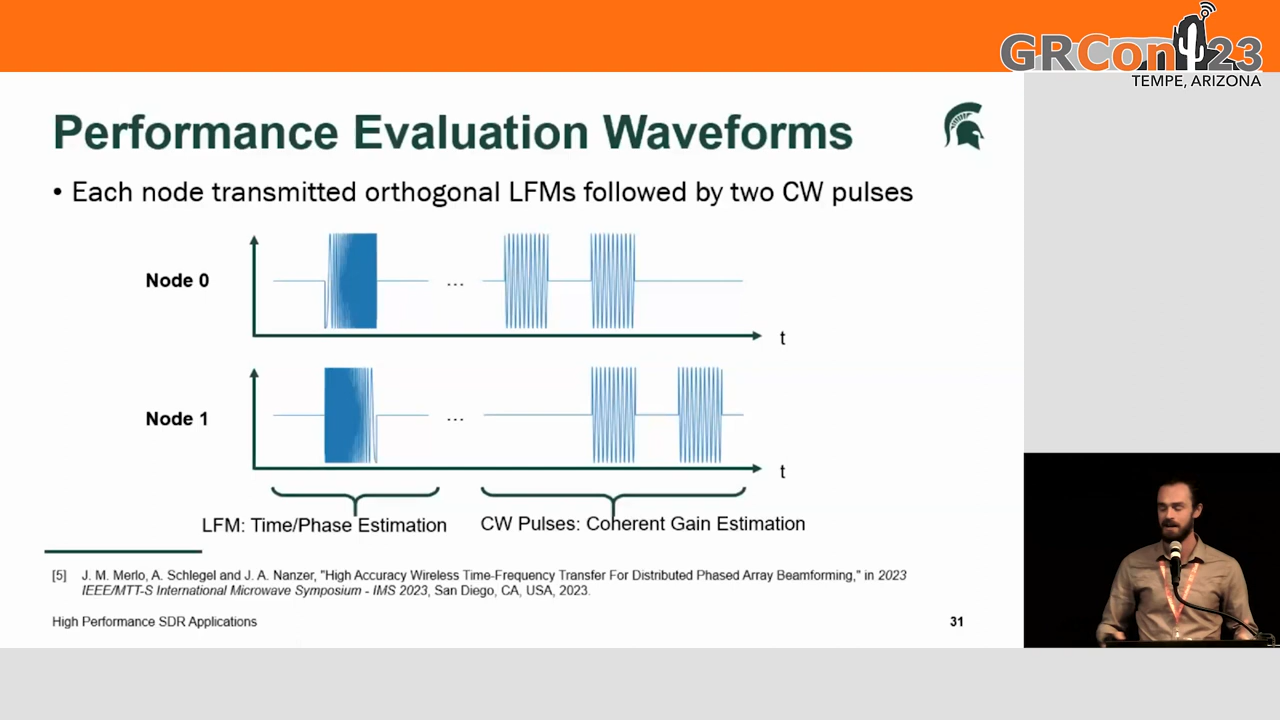 GRCon 23
TEMPE, ARIZONA
Performance Evaluation Waveforms
• Each node transmitted orthogonal LFMs followed by two CW pulses
Node 0
...
t
Node 1
...
t
LFM: Time/Phase Estimation
CW Pulses: Coherent Gain Estimation
[5] J. M. Merlo, A. Schlegel and J. A. Nanzer, "High Accuracy Wireless Time-Frequency Transfer For Distributed Phased Array Beamforming," in 2023
IEEE/MTT-S International Microwave Symposium - IMS 2023, San Diego, CA, USA, 2023.
High Performance SDR Applications
31